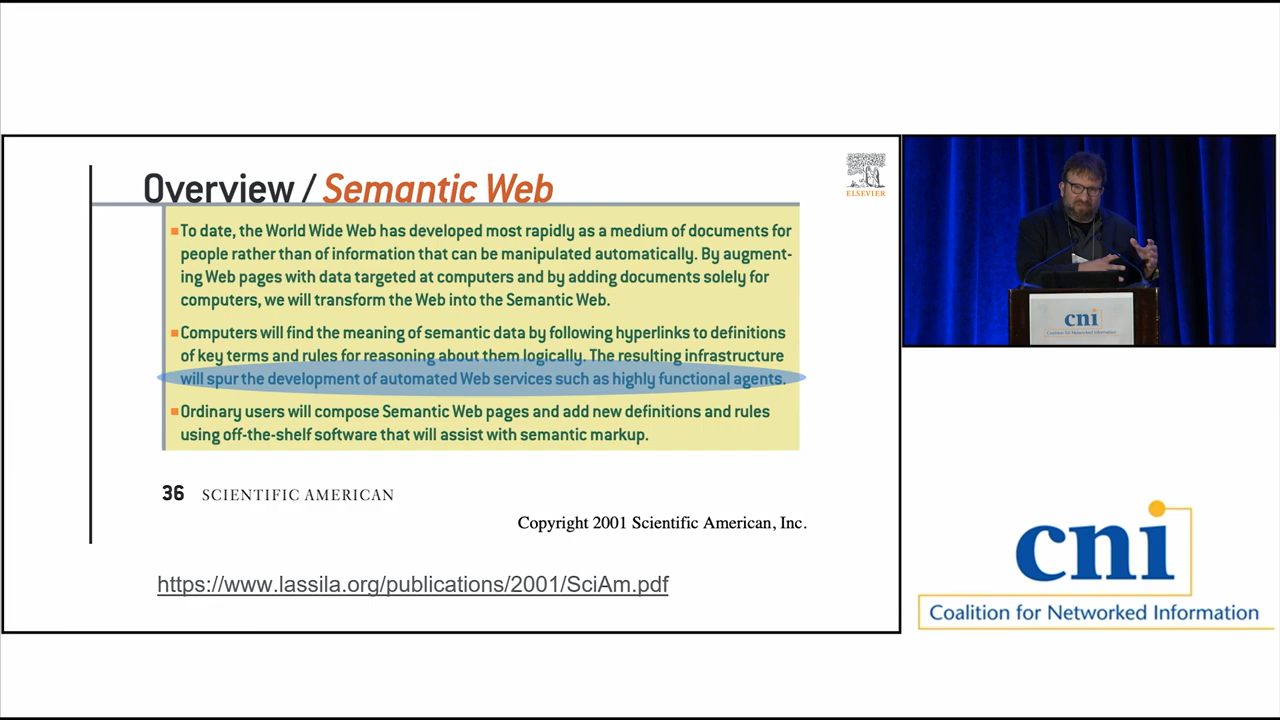 Overview / Semantic Web
ELSEVIER
To date, the World Wide Web has developed most rapidly as a medium of documents for
people rather than of information that can be manipulated automatically. By augment-
ing Web pages with data targeted at computers and by adding documents solely for
computers, we will transform the Web into the Semantic Web.
Computers will find the meaning of semantic data by following hyperlinks to definitions
of key terms and rules for reasoning about them logically. The resulting infrastructure
will spur the development of automated Web services such as highly functional agents.
Ordinary users will compose Semantic Web pages and add new definitions and rules
using off-the-shelf software that will assist with semantic markup.
36 SCIENTIFIC AMERICAN
Copyright 2001 Scientific American, Inc.
https://www.lassila.org/publications/2001/SciAm.pdf
cni
Coalition for Networked Information
cni
Coalition for Networked Information